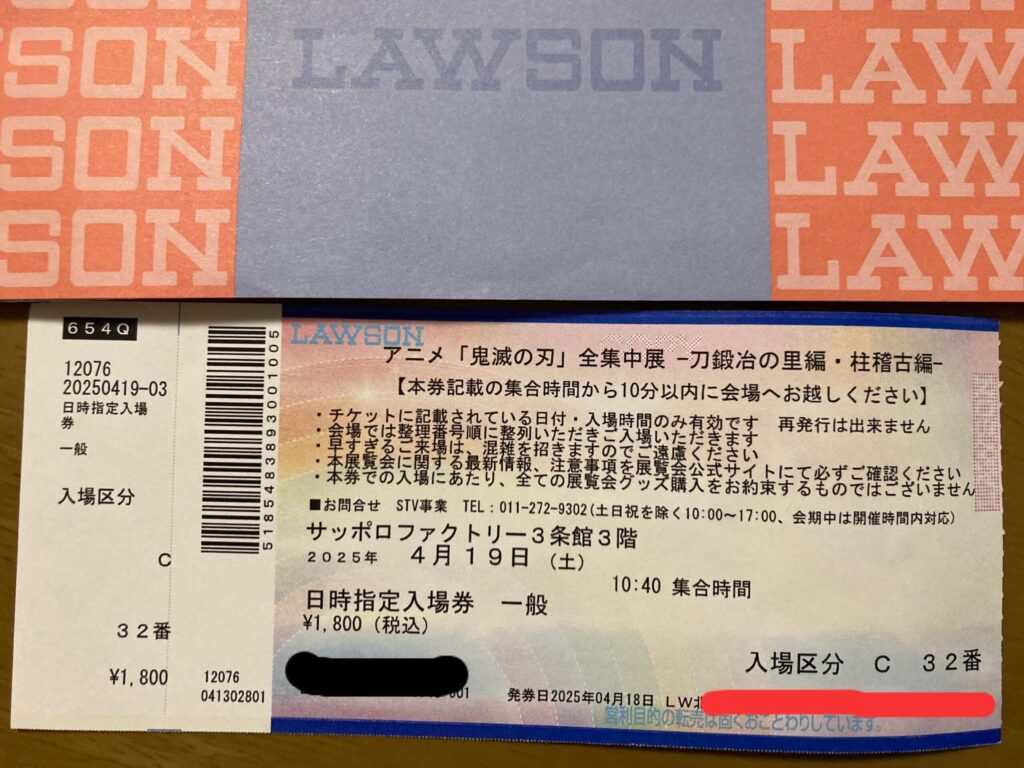 LAWSON
SON
LAW
SON
LAW
SON
LAW
654Q
12076
20250419-03
日時指定入場
券
一般
入場区分
C
32番
¥1,800
5185483893001005
12076
041302801
LAWSON
アニメ「鬼滅の刃」全集中展 -刀鍛冶の里編・柱稽古編-
【本券記載の集合時間から10分以内に会場へお越しください】
・チケットに記載されている日付・入場時間のみ有効です 再発行は出来ません
・会場では整理番号順に整列いただきご入場いただきます
・早すぎるご来場は、混雑を招きますのでご遠慮ください
・本展覧会に関する最新情報、注意事項を展覧会公式サイトにて必ずご確認ください
・本券での入場にあたり、全ての展覧会グッズ購入をお約束するものではございません
■お問合せ STV事業 TEL:011-272-9302(土日祝を除く10:00～17:00、会期中は開催時間内対応)
サッポロファクトリー3条館3階
2025年 4月19日 (土)
10:40 集合時間
日時指定入場券 一般
¥1,800(税込)
入場区分 C 32番
001
発券日2025年04月18日 LW北
営利目的の転売は固くおことわりしています。